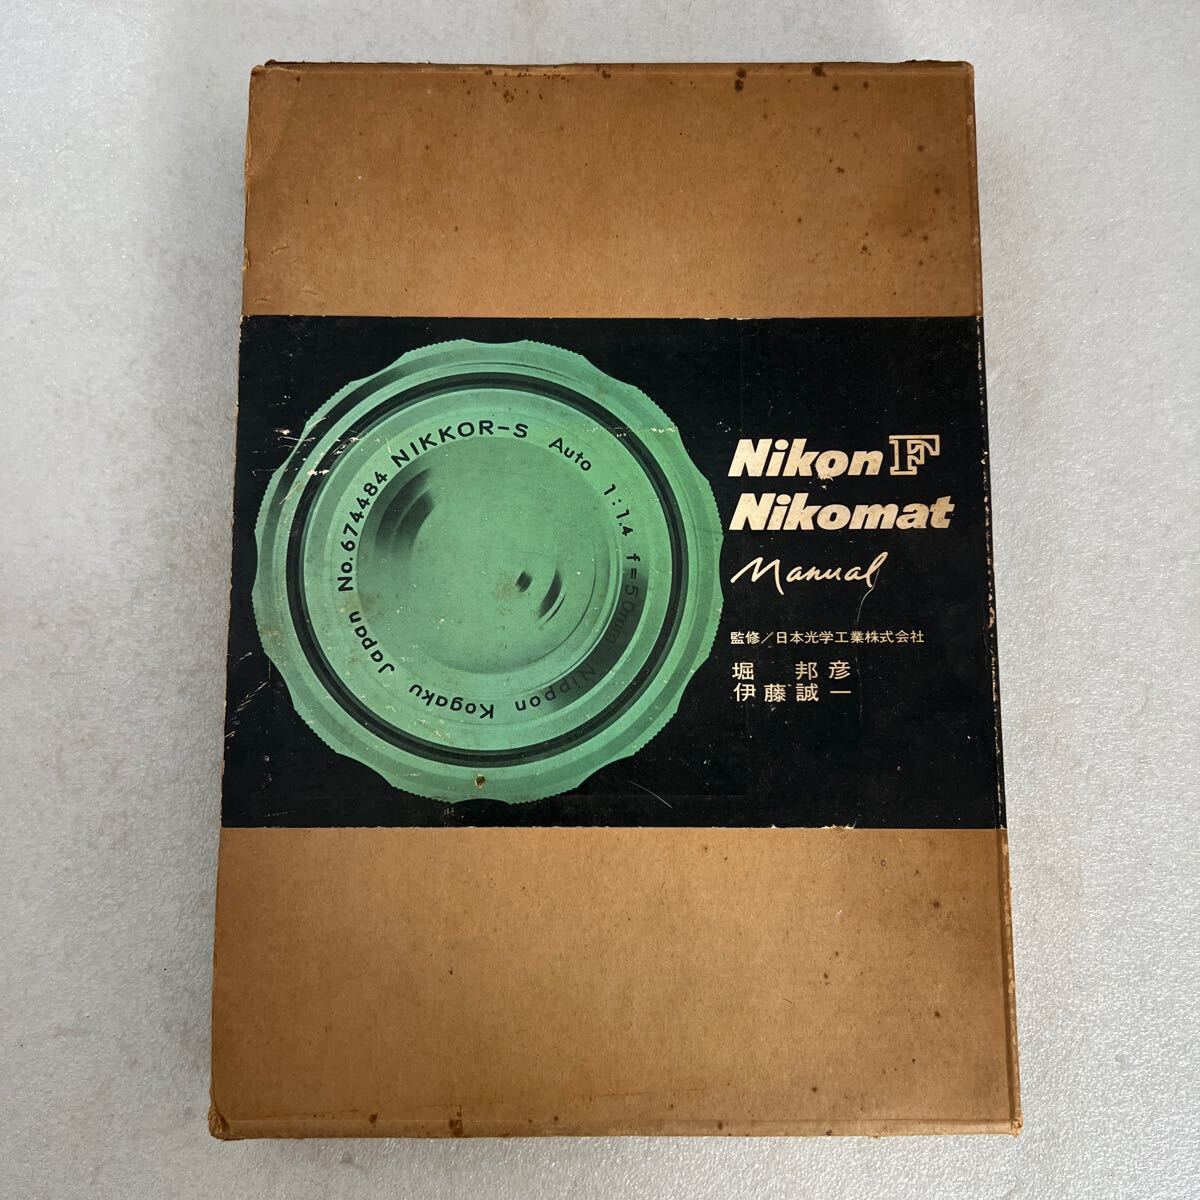 NIKKOR-S Auto 1:1.4 f=50mm Nippon Kogaku Japan No.674484
Nikon F
Nikomat
Manual
監修/日本光学工業株式会社
堀 邦彦
伊藤誠一